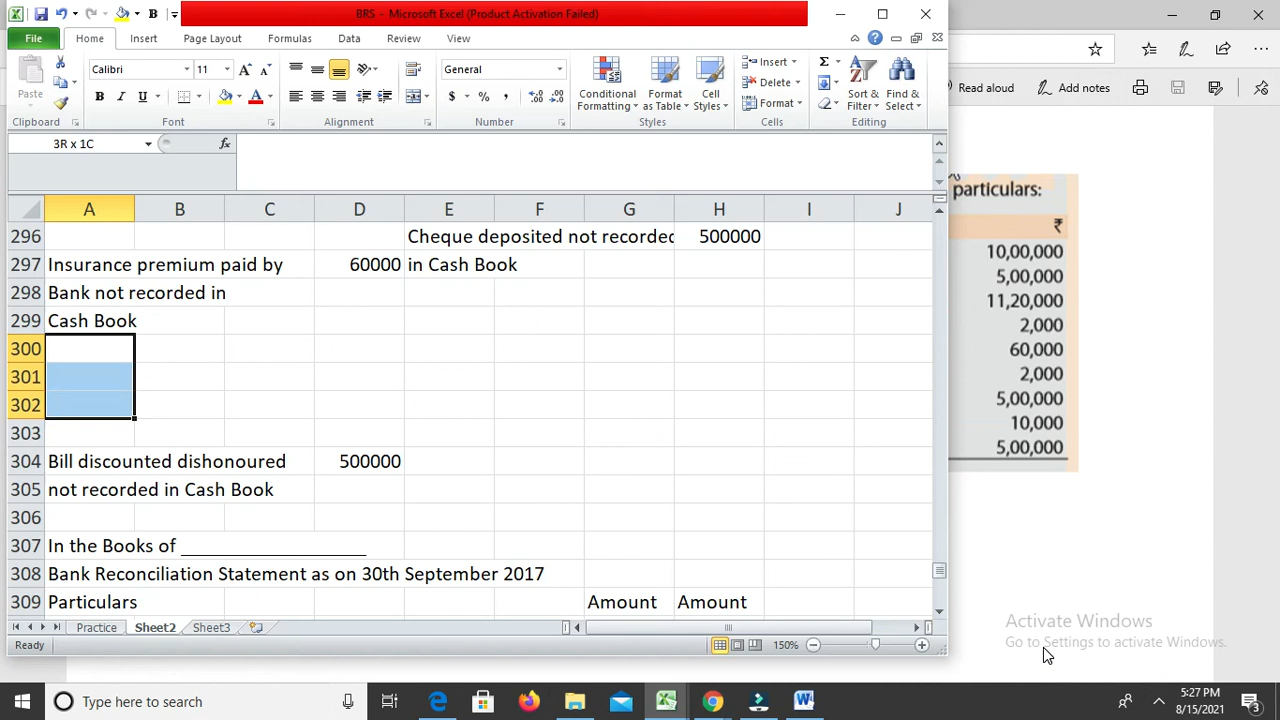 BRS - Microsoft Excel (Product Activation Failed)
File Home Insert Page Layout Formulas Data Review View
Paste
Calibri 11
General
Conditional Formatting
Format as Table
Cell Styles
Insert
Delete
Format
Sort & Filter
Find & Select
Clipboard Font Alignment Number Styles Cells Editing
3R x 1C fx
A B C D E F G H I J
296 Cheque deposited not recorded 500000
297 Insurance premium paid by 60000 in Cash Book
298 Bank not recorded in
299 Cash Book
300
301
302
303
304 Bill discounted dishonoured 500000
305 not recorded in Cash Book
306
307 In the Books of ___________________
308 Bank Reconciliation Statement as on 30th September 2017
309 Particulars Amount Amount
Practice Sheet2 Sheet3
Ready 150%
Read aloud Add notes
particulars:
₹
10,00,000
5,00,000
11,20,000
2,000
60,000
2,000
5,00,000
10,000
5,00,000
Activate Windows
Go to Settings to activate Windows.
Type here to search
5:27 PM
8/15/2021
3